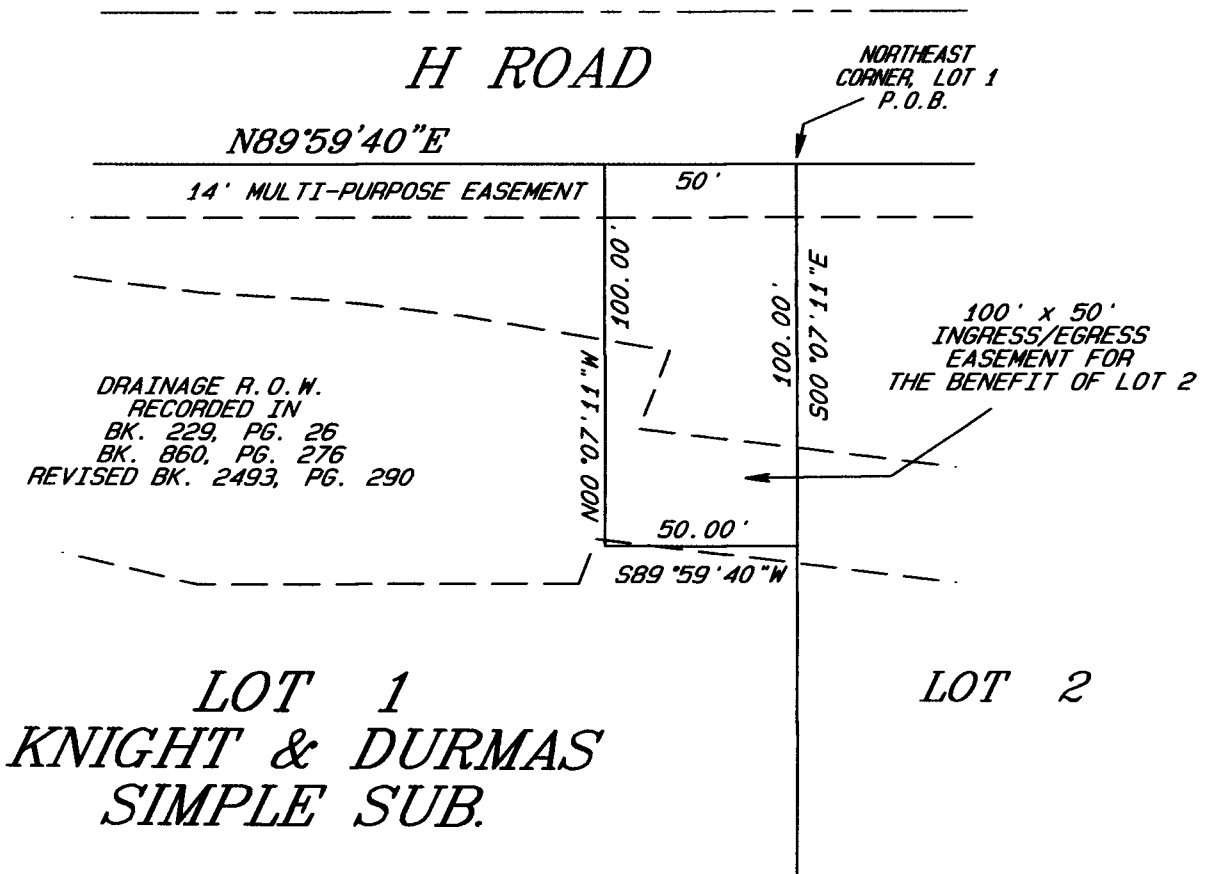 H ROAD
NORTHEAST
CORNER, LOT 1
P.O.B.
N89°59'40"E
14' MULTI-PURPOSE EASEMENT
50'
100.00'
N00°07'11"W
100.00'
S00°07'11"E
100' x 50'
INGRESS/EGRESS
EASEMENT FOR
THE BENEFIT OF LOT 2
DRAINAGE R.O.W.
RECORDED IN
BK. 229, PG. 26
BK. 860, PG. 276
REVISED BK. 2493, PG. 290
50.00'
S89°59'40"W
LOT 1
KNIGHT & DURMAS
SIMPLE SUB.
LOT 2